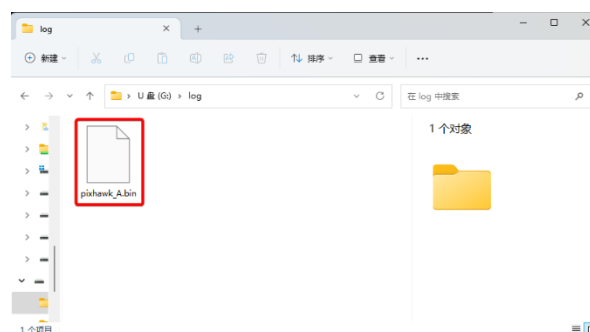 log
新建
排序
查看
U 盘 (G:) › log
在 log 中搜索
1 个对象
pixhawk_A.bin
1 个项目